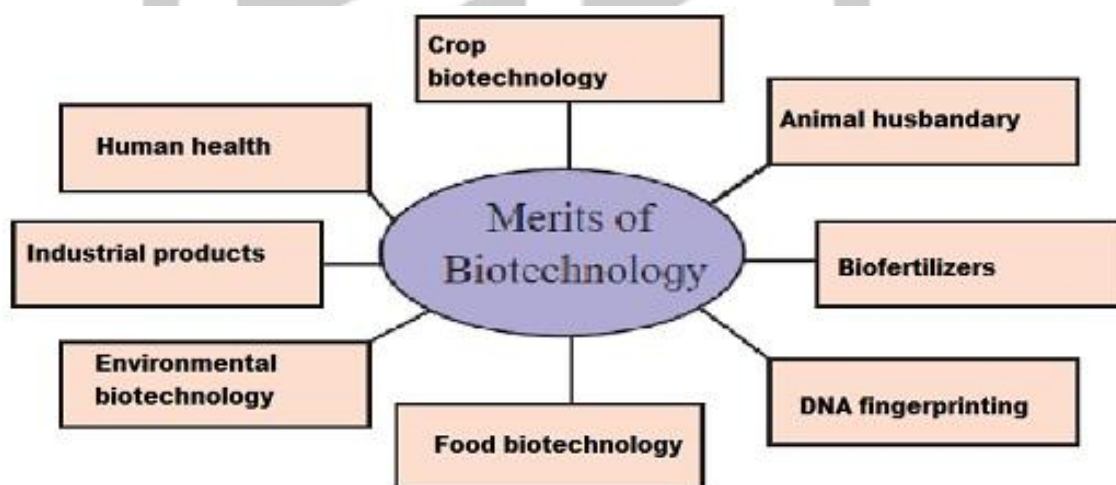 Crop
biotechnology
Animal husbandary
Human health
Merits of
Biotechnology
Industrial products
Biofertilizers
Environmental
biotechnology
DNA fingerprinting
Food biotechnology